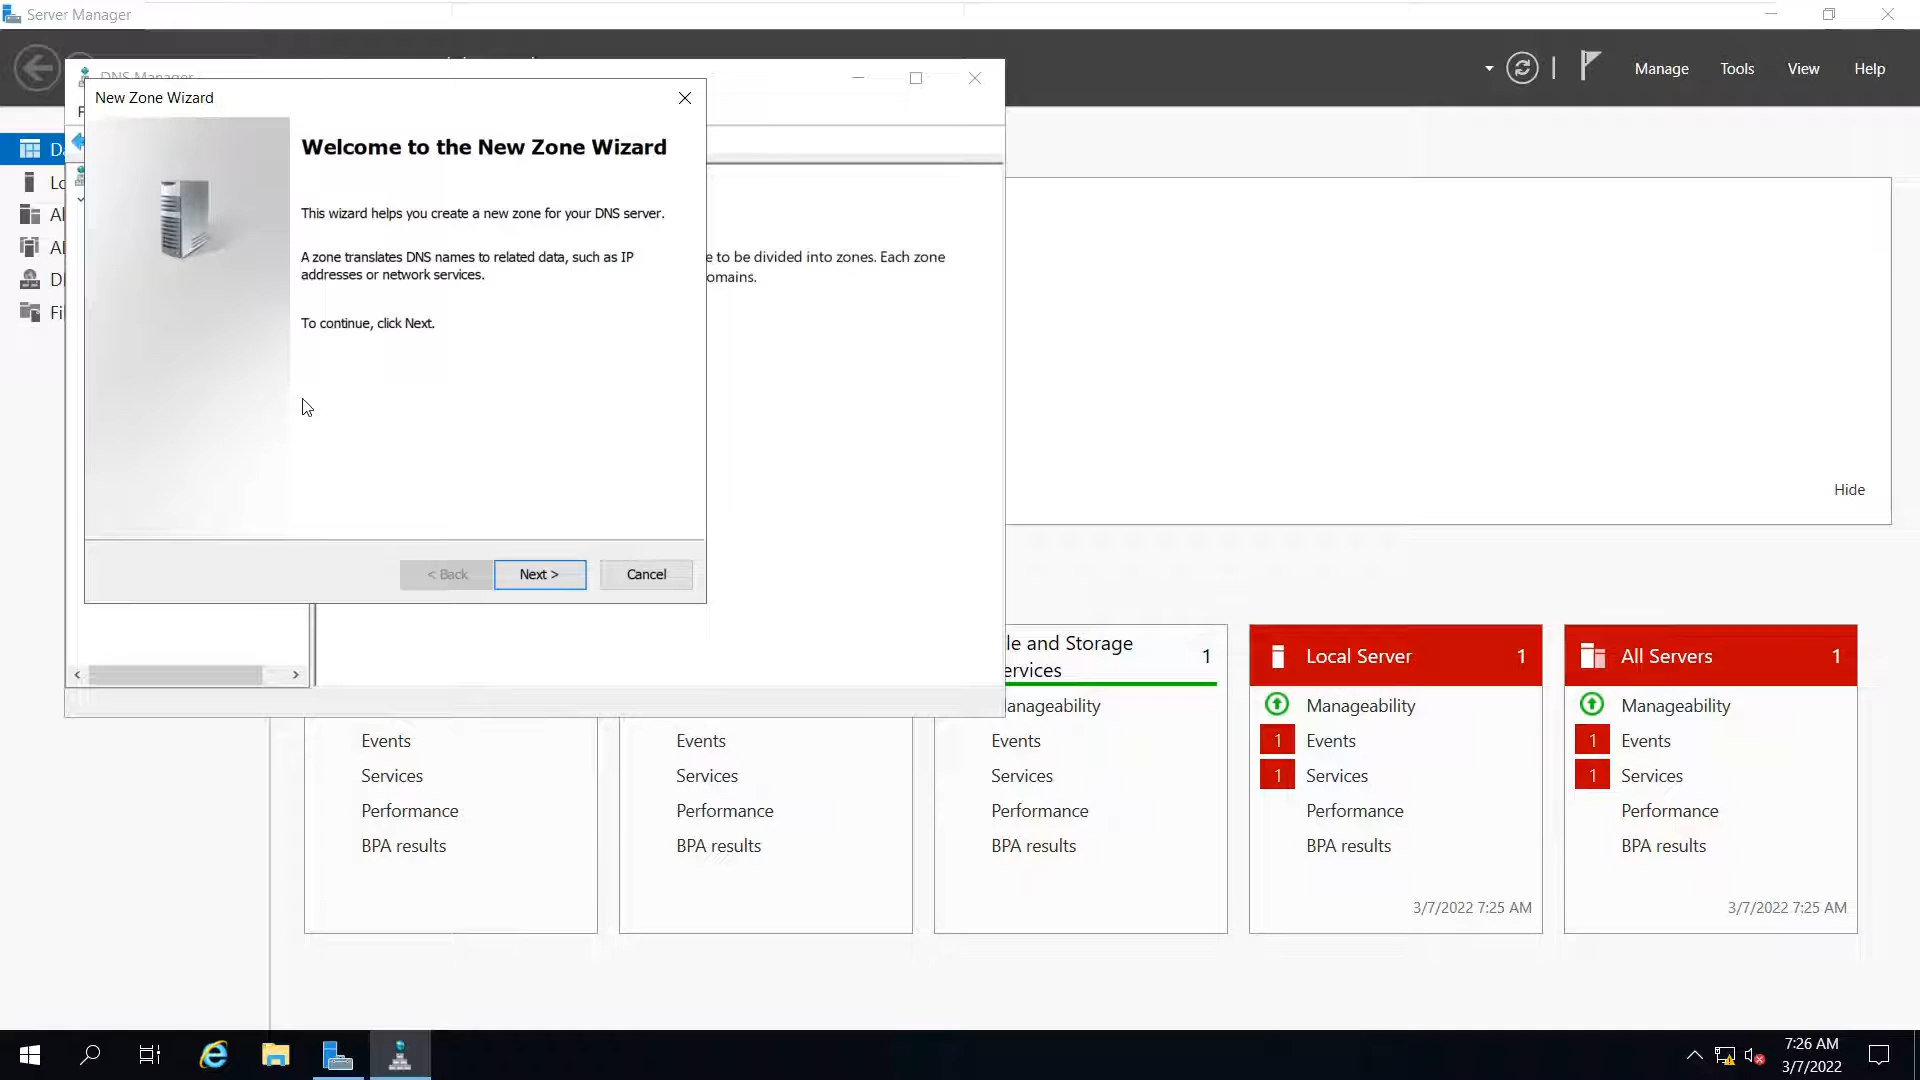 Server Manager
Manage
Tools
View
Help
DNS Manager
New Zone Wizard
Welcome to the New Zone Wizard
This wizard helps you create a new zone for your DNS server.
A zone translates DNS names to related data, such as IP
addresses or network services.
To continue, click Next.
< Back
Next >
Cancel
e to be divided into zones. Each zone
omains.
Hide
Events
Services
Performance
BPA results
Events
Services
Performance
BPA results
le and Storage
ervices
1
anageability
Events
Services
Performance
BPA results
Local Server
1
Manageability
1 Events
1 Services
Performance
BPA results
3/7/2022 7:25 AM
All Servers
1
Manageability
1 Events
1 Services
Performance
BPA results
3/7/2022 7:25 AM
7:26 AM
3/7/2022